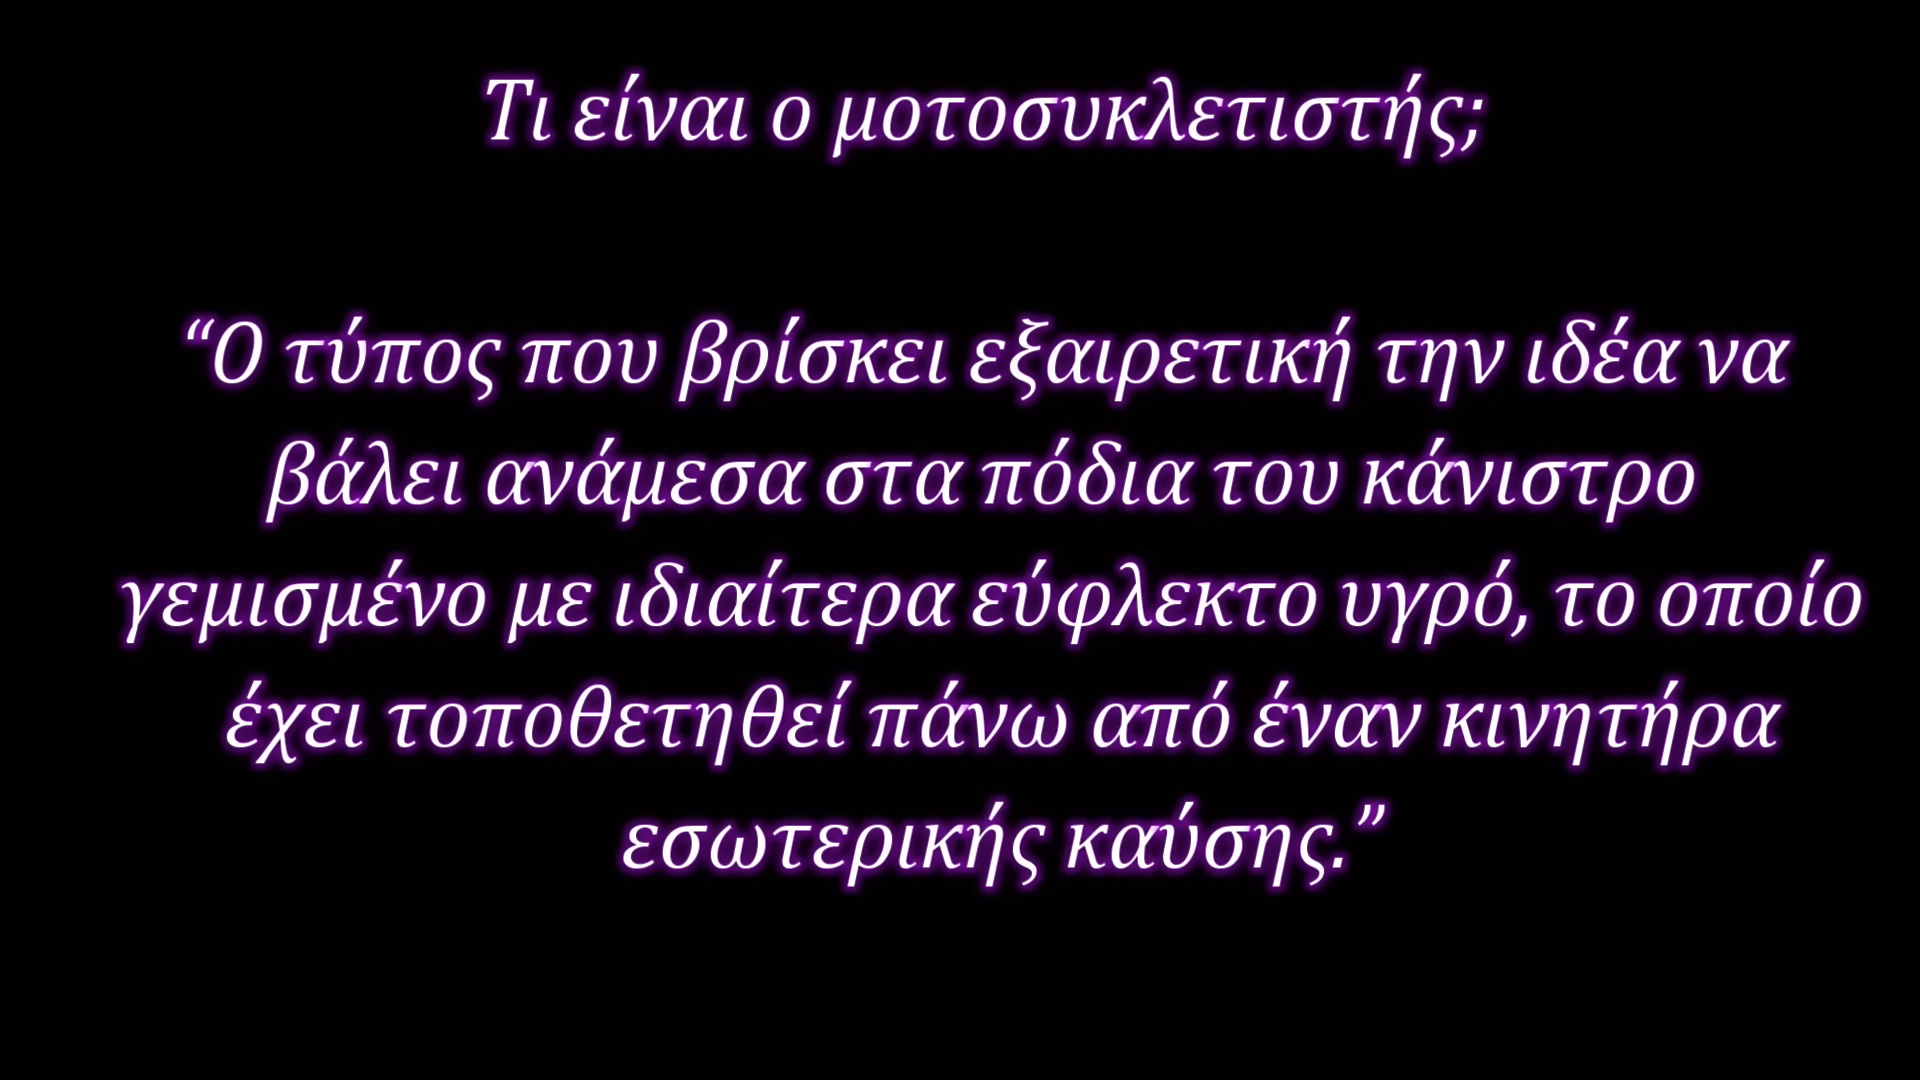 Τι είναι ο μοτοσυκλετιστής;
“Ο τύπος που βρίσκει εξαιρετική την ιδέα να
βάλει ανάμεσα στα πόδια του κάνιστρο
γεμισμένο με ιδιαίτερα εύφλεκτο υγρό, το οποίο
έχει τοποθετηθεί πάνω από έναν κινητήρα
εσωτερικής καύσης.”